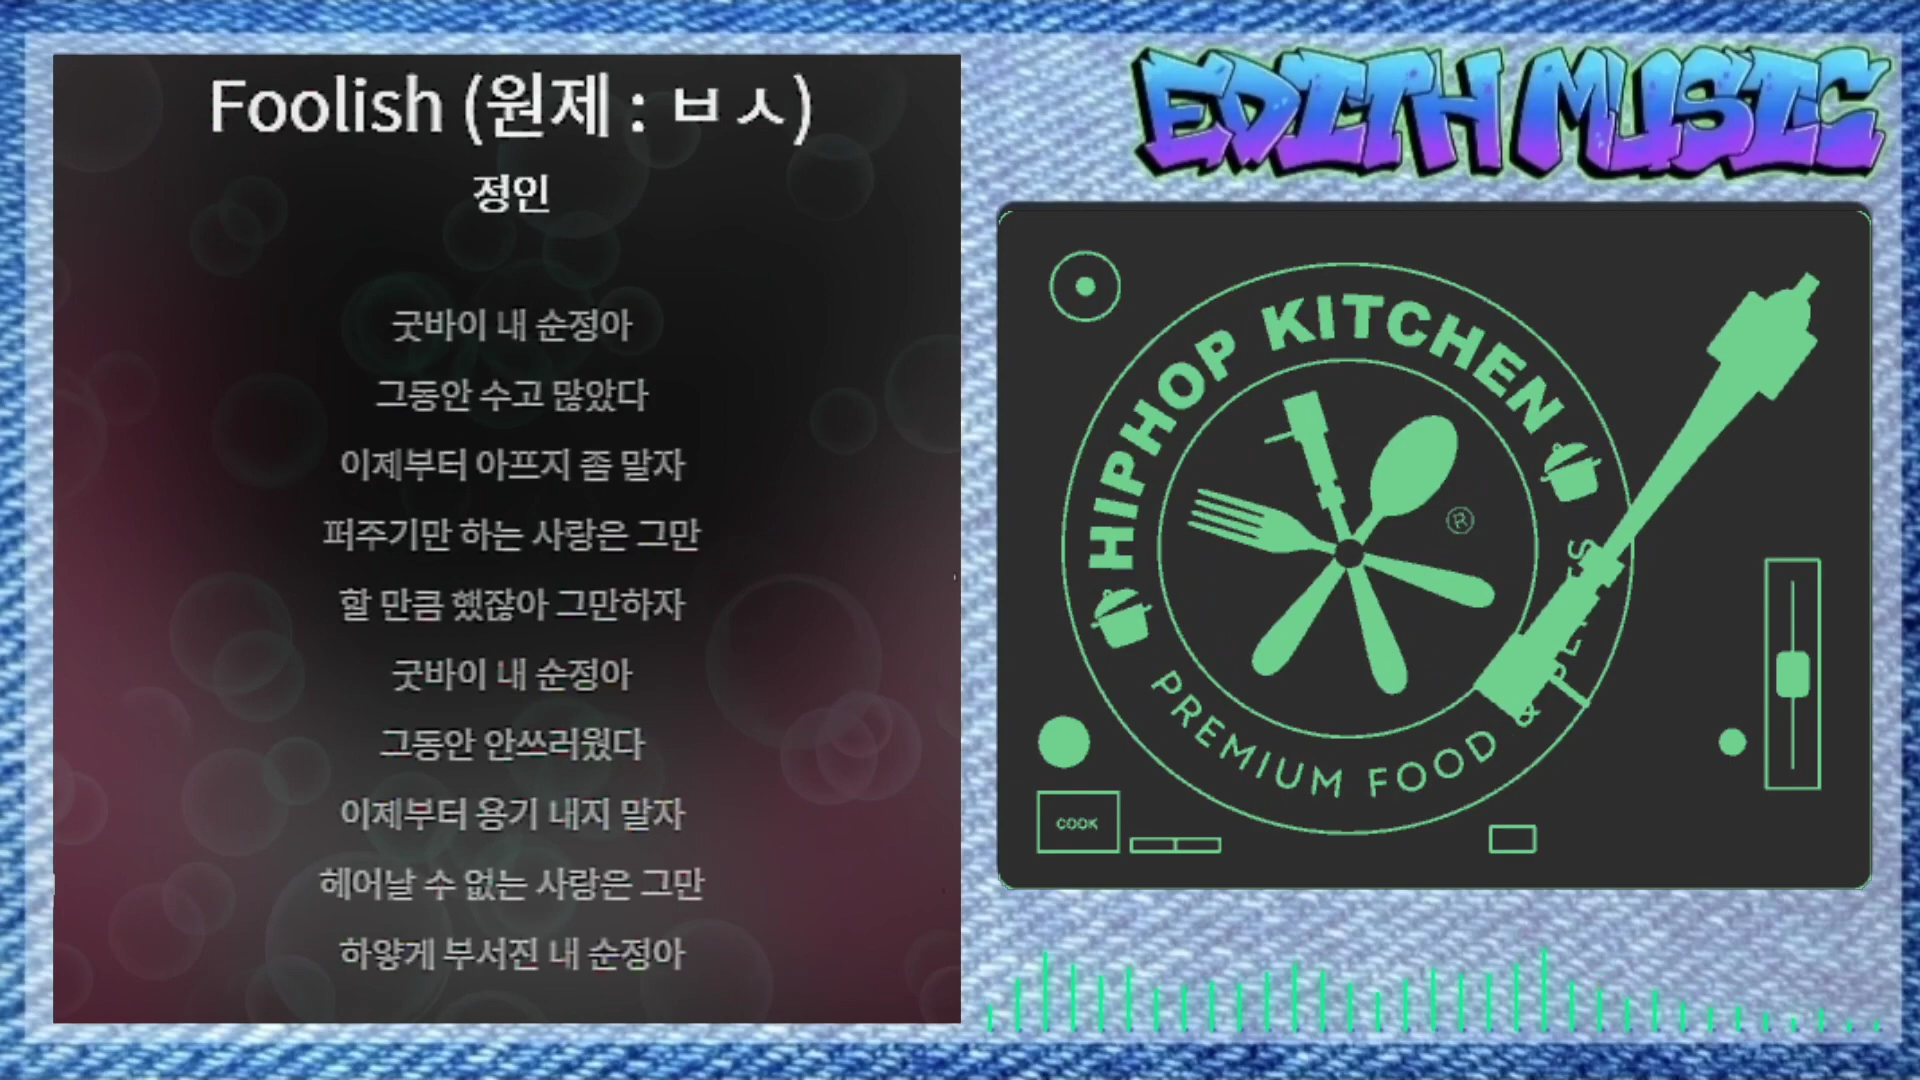 Foolish (원제 : ㅂㅅ)
정인
굿바이 내 순정아
그동안 수고 많았다
이제부터 아프지 좀 말자
퍼주기만 하는 사랑은 그만
할 만큼 했잖아 그만하자
굿바이 내 순정아
그동안 안쓰러웠다
이제부터 용기 내지 말자
헤어날 수 없는 사랑은 그만
하얗게 부서진 내 순정아
EDITH MUSIC
HIPHOP KITCHEN
®
PREMIUM FOOD &
COOK